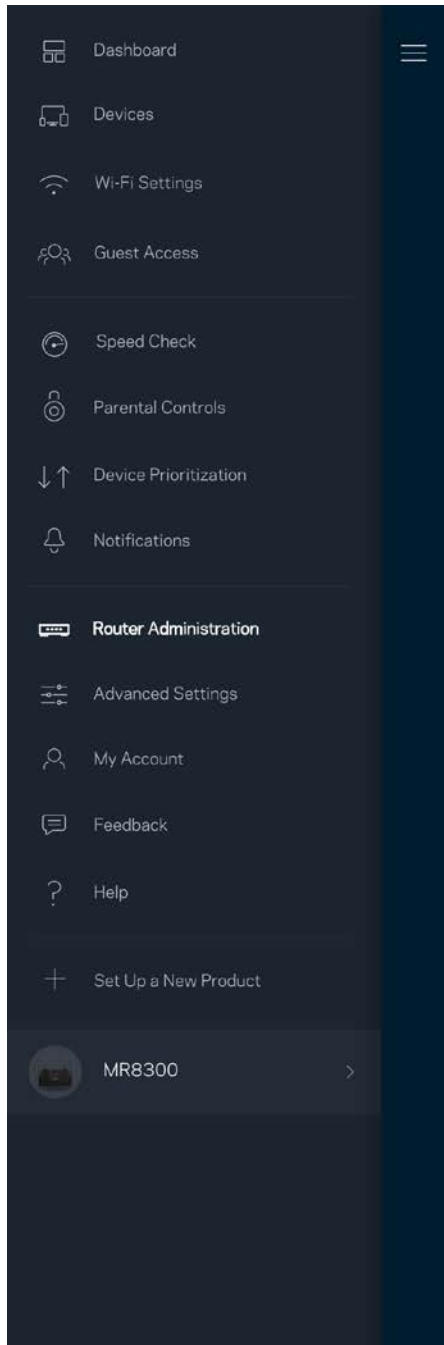 Dashboard
Devices
Wi-Fi Settings
Guest Access
Speed Check
Parental Controls
Device Prioritization
Notifications
Router Administration
Advanced Settings
My Account
Feedback
Help
Set Up a New Product
MR8300